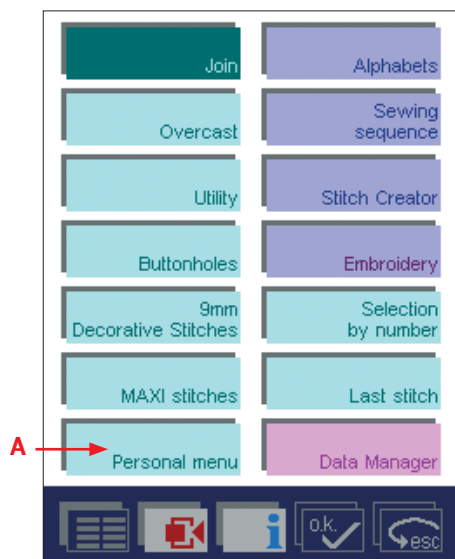 Join
Alphabets
Overcast
Sewing
sequence
Utility
Stitch Creator
Buttonholes
Embroidery
9mm
Decorative Stitches
Selection
by number
MAXI stitches
Last stitch
A
Personal menu
Data Manager
i
o.k.
esc